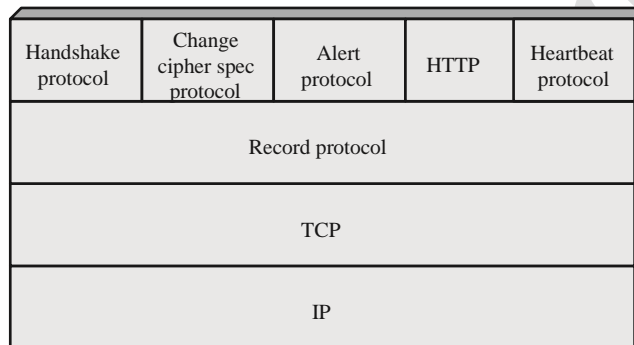 Handshake
protocol
Change
cipher spec
protocol
Alert
protocol
HTTP
Heartbeat
protocol
Record protocol
TCP
IP